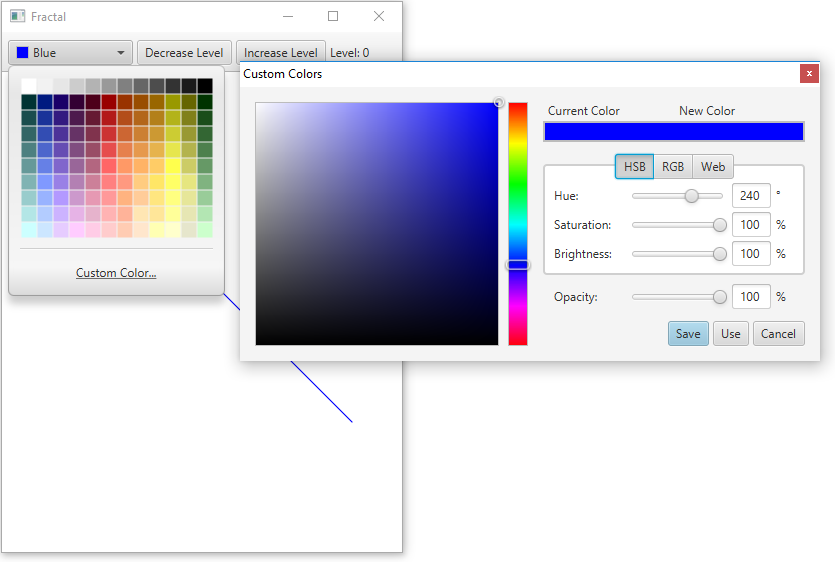 Fractal
Blue
Decrease Level
Increase Level
Level: 0
Custom Color...
Custom Colors
x
Current Color
New Color
HSB
RGB
Web
Hue:
240
°
Saturation:
100
%
Brightness:
100
%
Opacity:
100
%
Save
Use
Cancel